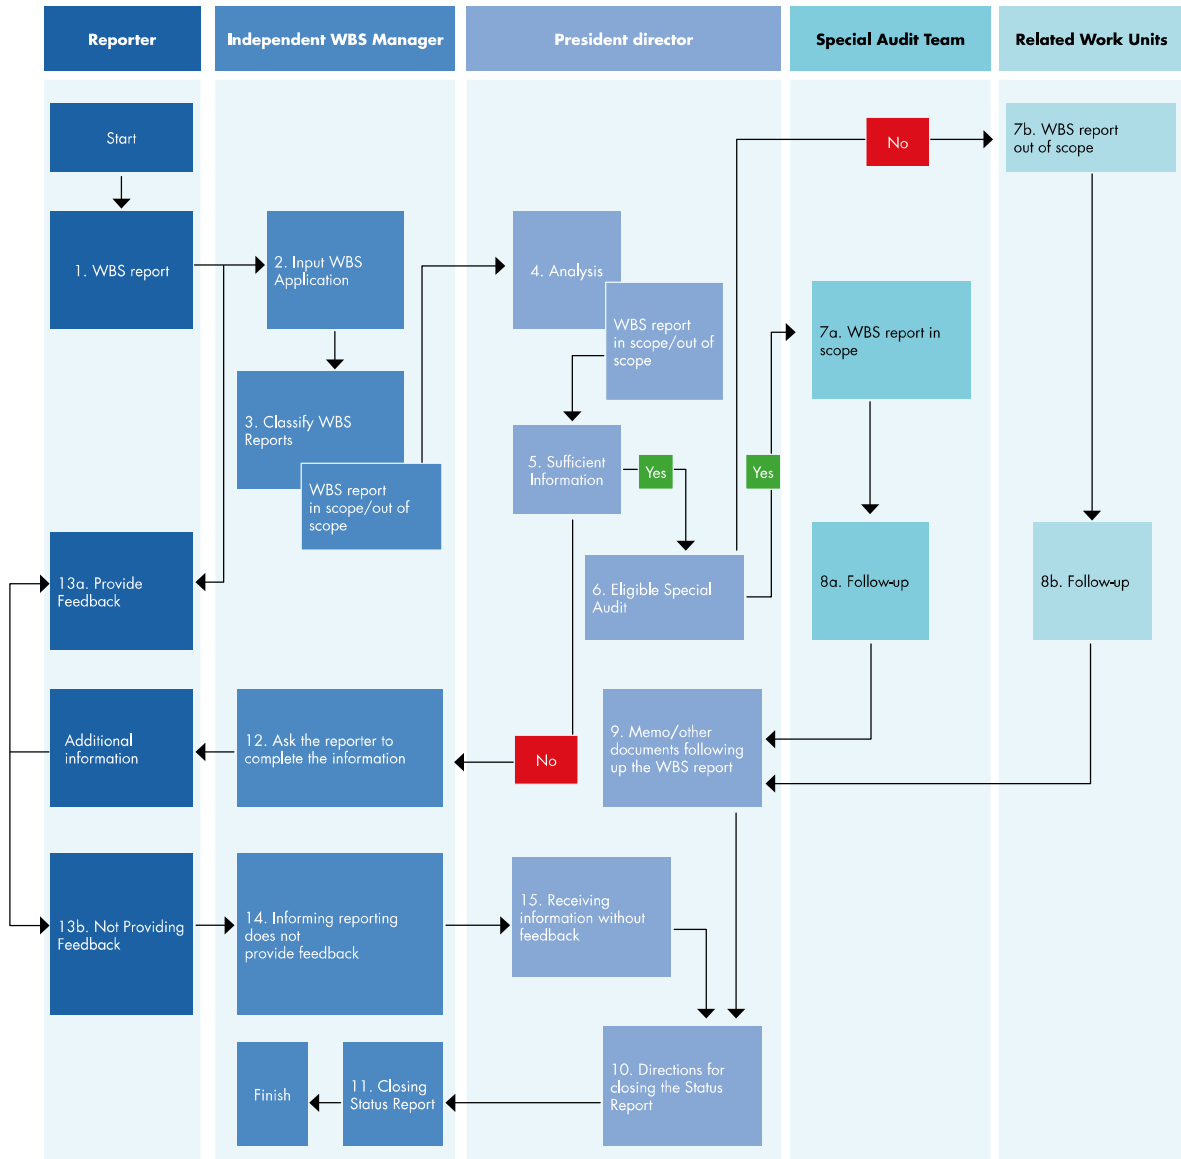 Reporter
Independent WBS Manager
President director
Special Audit Team
Related Work Units
Start
No
7b. WBS report
out of scope
1. WBS report
2. Input WBS
Application
4. Analysis
WBS report
in scope/out of
scope
7a. WBS report in
scope
3. Classify WBS
Reports
WBS report
in scope/out of
scope
5. Sufficient
Information
Yes
Yes
13a. Provide
Feedback
6. Eligible Special
Audit
8a. Follow-up
8b. Follow-up
Additional
information
12. Ask the reporter to
complete the information
No
9. Memo/other
documents following
up the WBS report
13b. Not Providing
Feedback
14. Informing reporting
does not
provide feedback
15. Receiving
information without
feedback
Finish
11. Closing
Status Report
10. Directions for
closing the Status
Report